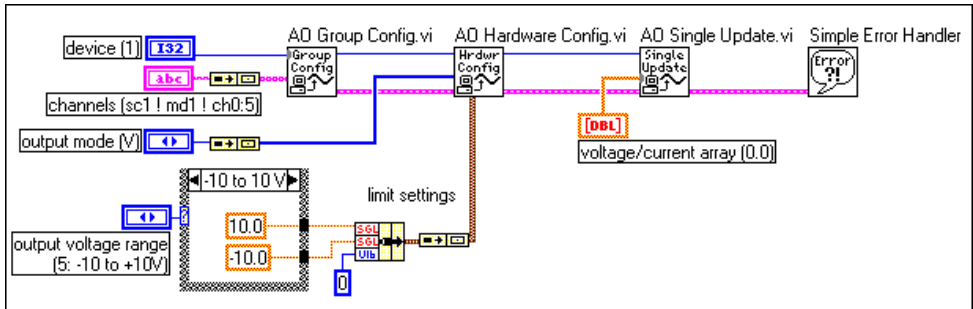 AO Group Config.vi AO Hardware Config.vi AO Single Update.vi Simple Error Handler
device (1) I32
Group
Config
Hrdwr
Config
Single
Update
Error
?!
abc
channels (sc1 ! md1 ! ch0:5)
output mode (V)
[DBL]
voltage/current array (0.0)
-10 to 10 V
limit settings
?
10.0
-10.0
SGL
SGL
U16
output voltage range
(5: -10 to +10V)
0